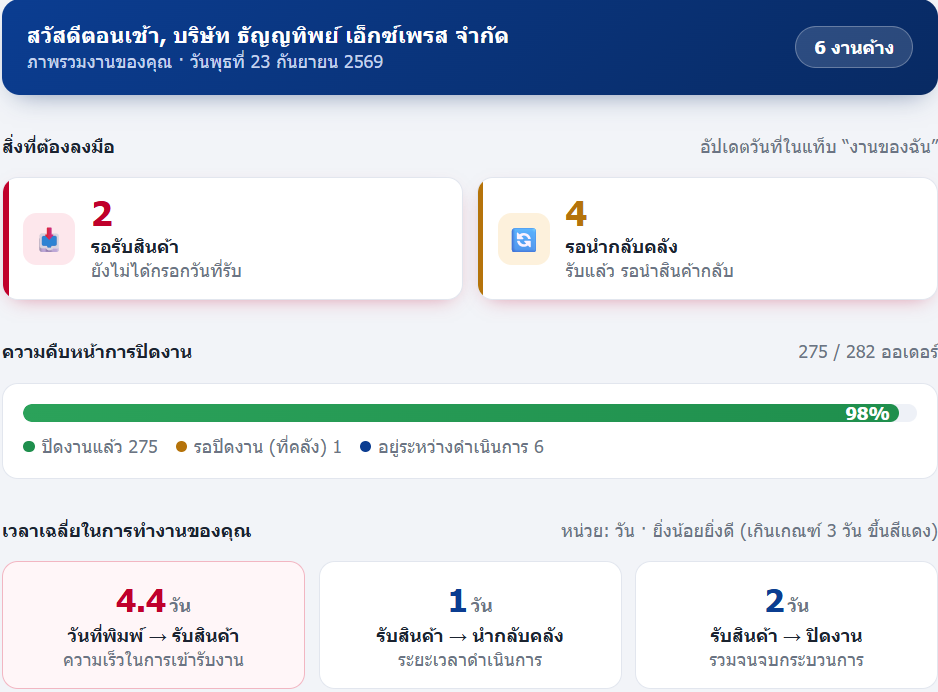 สวัสดีตอนเช้า, บริษัท ธัญญทิพย์ เอ็กซ์เพรส จำกัด
ภาพรวมงานของคุณ · วันพุธที่ 23 กันยายน 2569
6 งานค้าง
สิ่งที่ต้องลงมือ
อัปเดตวันที่ในแท็บ “งานของฉัน”
2
รอรับสินค้า
ยังไม่ได้กรอกวันที่รับ
4
รอนำกลับคลัง
รับแล้ว รอนำสินค้ากลับ
ความคืบหน้าการปิดงาน
275 / 282 ออเดอร์
98%
ปิดงานแล้ว 275
รอปิดงาน (ที่คลัง) 1
อยู่ระหว่างดำเนินการ 6
เวลาเฉลี่ยในการทำงานของคุณ
หน่วย: วัน · ยิ่งน้อยยิ่งดี (เกินเกณฑ์ 3 วัน ขึ้นสีแดง)
4.4 วัน
วันที่พิมพ์ → รับสินค้า
ความเร็วในการเข้ารับงาน
1 วัน
รับสินค้า → นำกลับคลัง
ระยะเวลาดำเนินการ
2 วัน
รับสินค้า → ปิดงาน
รวมจนจบกระบวนการ